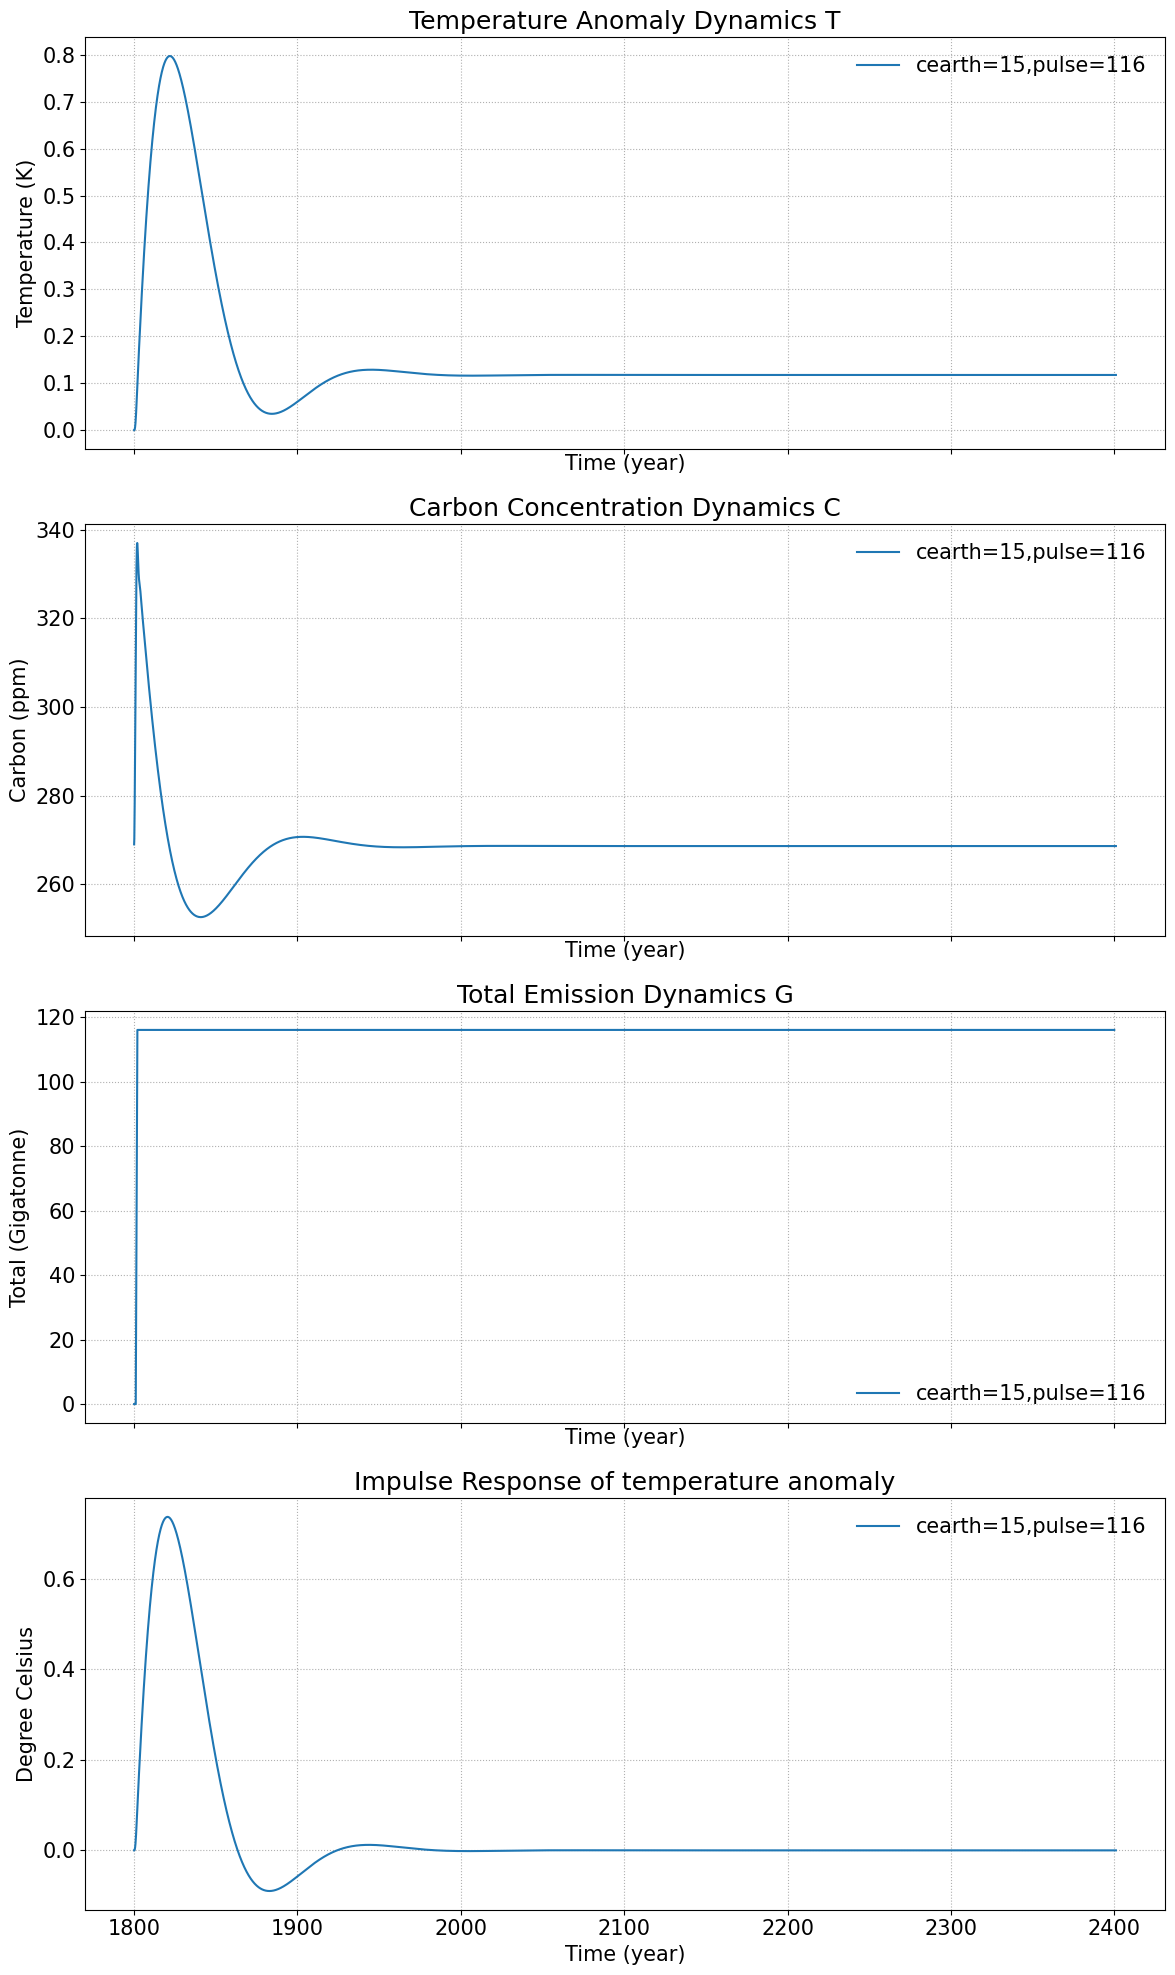 Temperature Anomaly Dynamics T
cearth=15,pulse=116
Temperature (K)
0.8
0.7
0.6
0.5
0.4
0.3
0.2
0.1
0.0
Time (year)
Carbon Concentration Dynamics C
cearth=15,pulse=116
Carbon (ppm)
340
320
300
280
260
Time (year)
Total Emission Dynamics G
Total (Gigatonne)
120
100
80
60
40
20
0
cearth=15,pulse=116
Time (year)
Impulse Response of temperature anomaly
cearth=15,pulse=116
Degree Celsius
0.6
0.4
0.2
0.0
1800 1900 2000 2100 2200 2300 2400
Time (year)